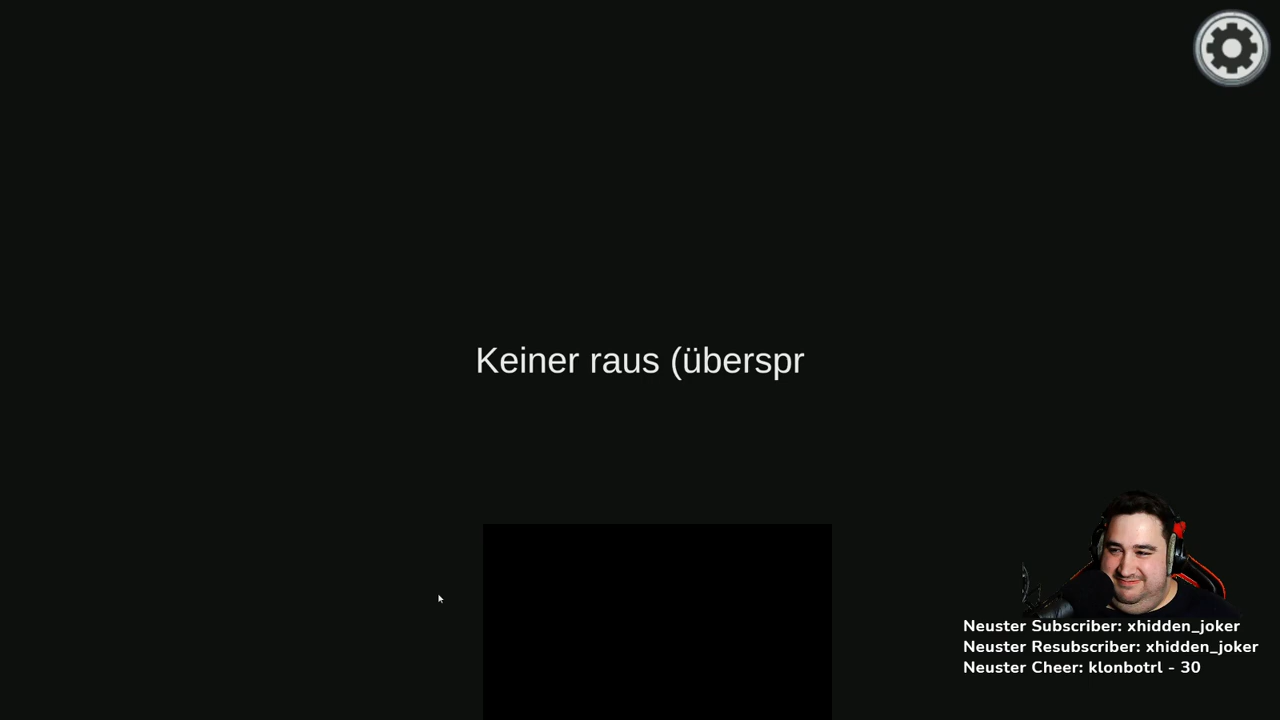 Keiner raus (überspr
Neuster Subscriber: xhidden_joker
Neuster Resubscriber: xhidden_joker
Neuster Cheer: klonbotrl - 30